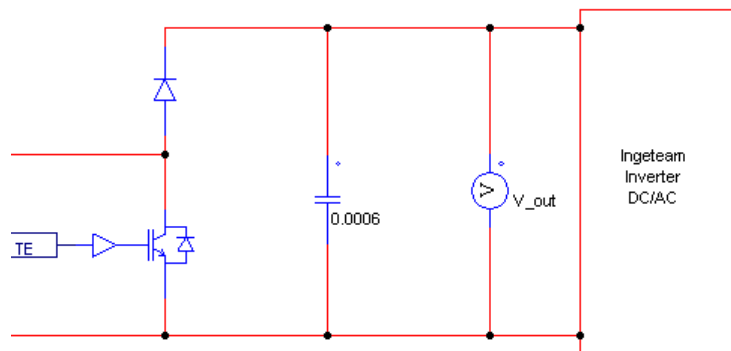 Ingeteam
Inverter
DC/AC
V
V_out
0.0006
TE